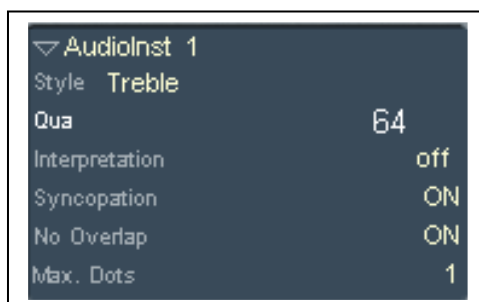 AudioInst 1
Style Treble
Qua 64
Interpretation off
Syncopation ON
No Overlap ON
Max. Dots 1